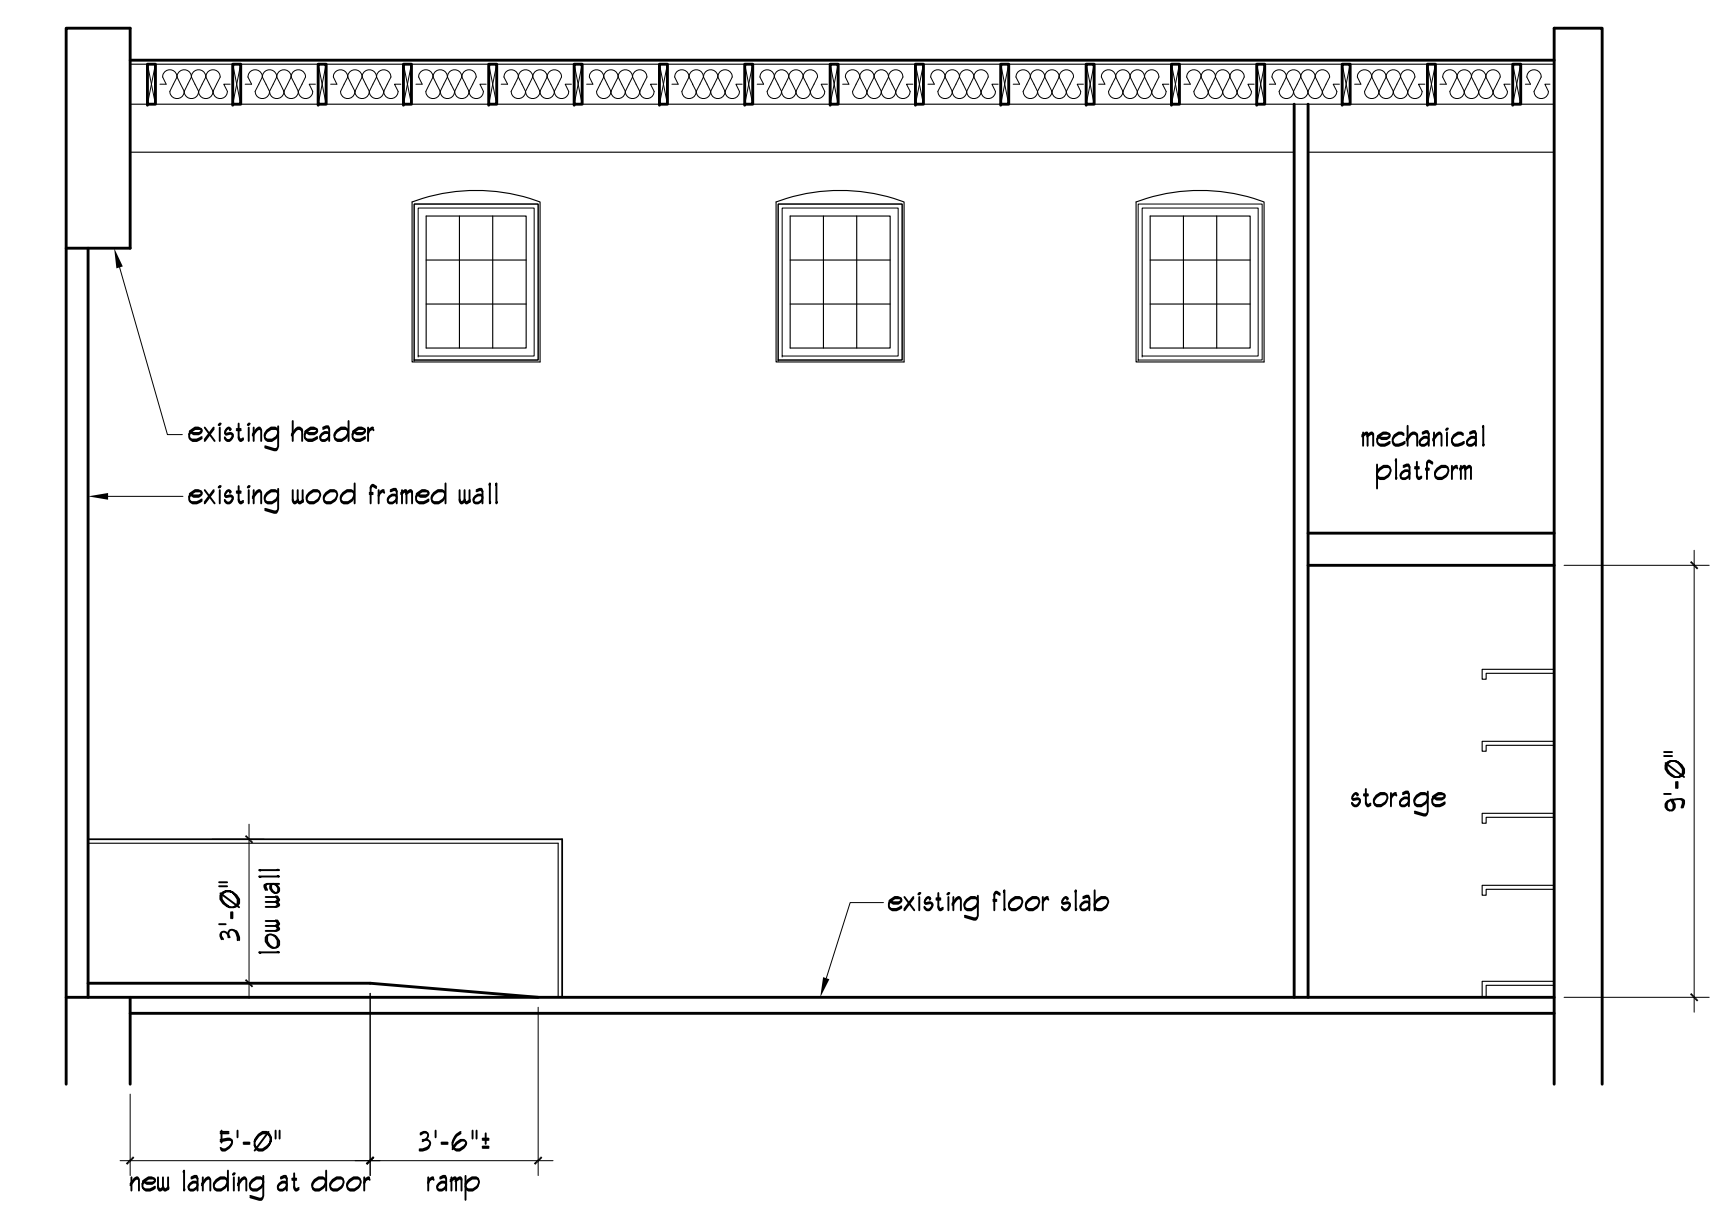 existing header
existing wood framed wall
mechanical
platform
storage
9'-0"
3'-0"
low wall
existing floor slab
5'-0"
new landing at door
3'-6"±
ramp